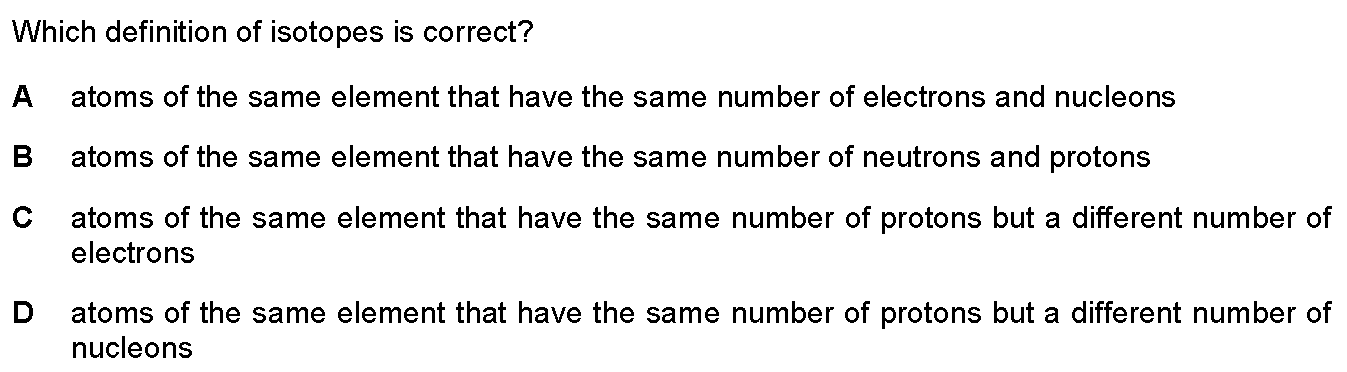 Which definition of isotopes is correct?
A atoms of the same element that have the same number of electrons and nucleons
B atoms of the same element that have the same number of neutrons and protons
C atoms of the same element that have the same number of protons but a different number of
electrons
D atoms of the same element that have the same number of protons but a different number of
nucleons